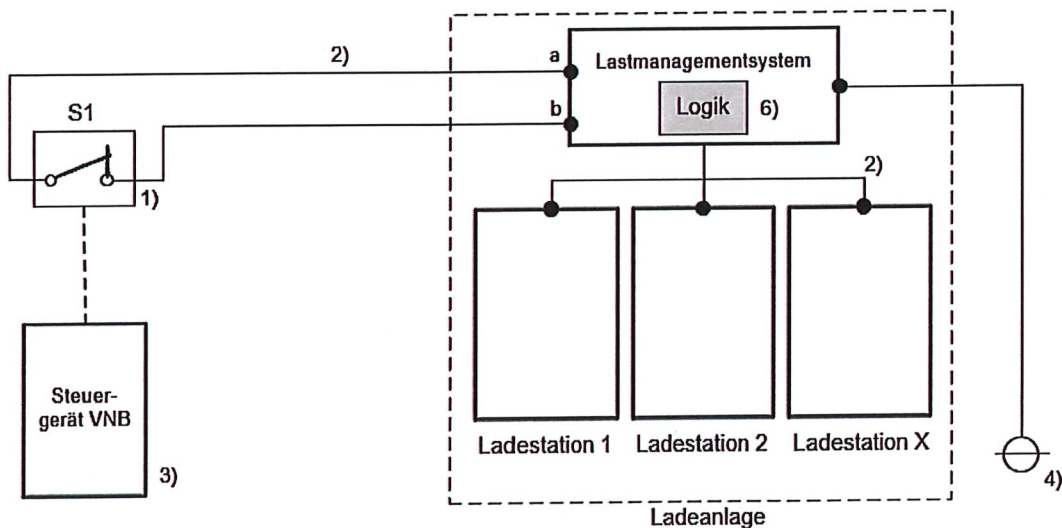 2)
a
Lastmanagementsystem
S1
b
Logik
6)
1)
2)
Steuer-
gerät VNB
3)
Ladestation 1
Ladestation 2
Ladestation X
4)
Ladeanlage